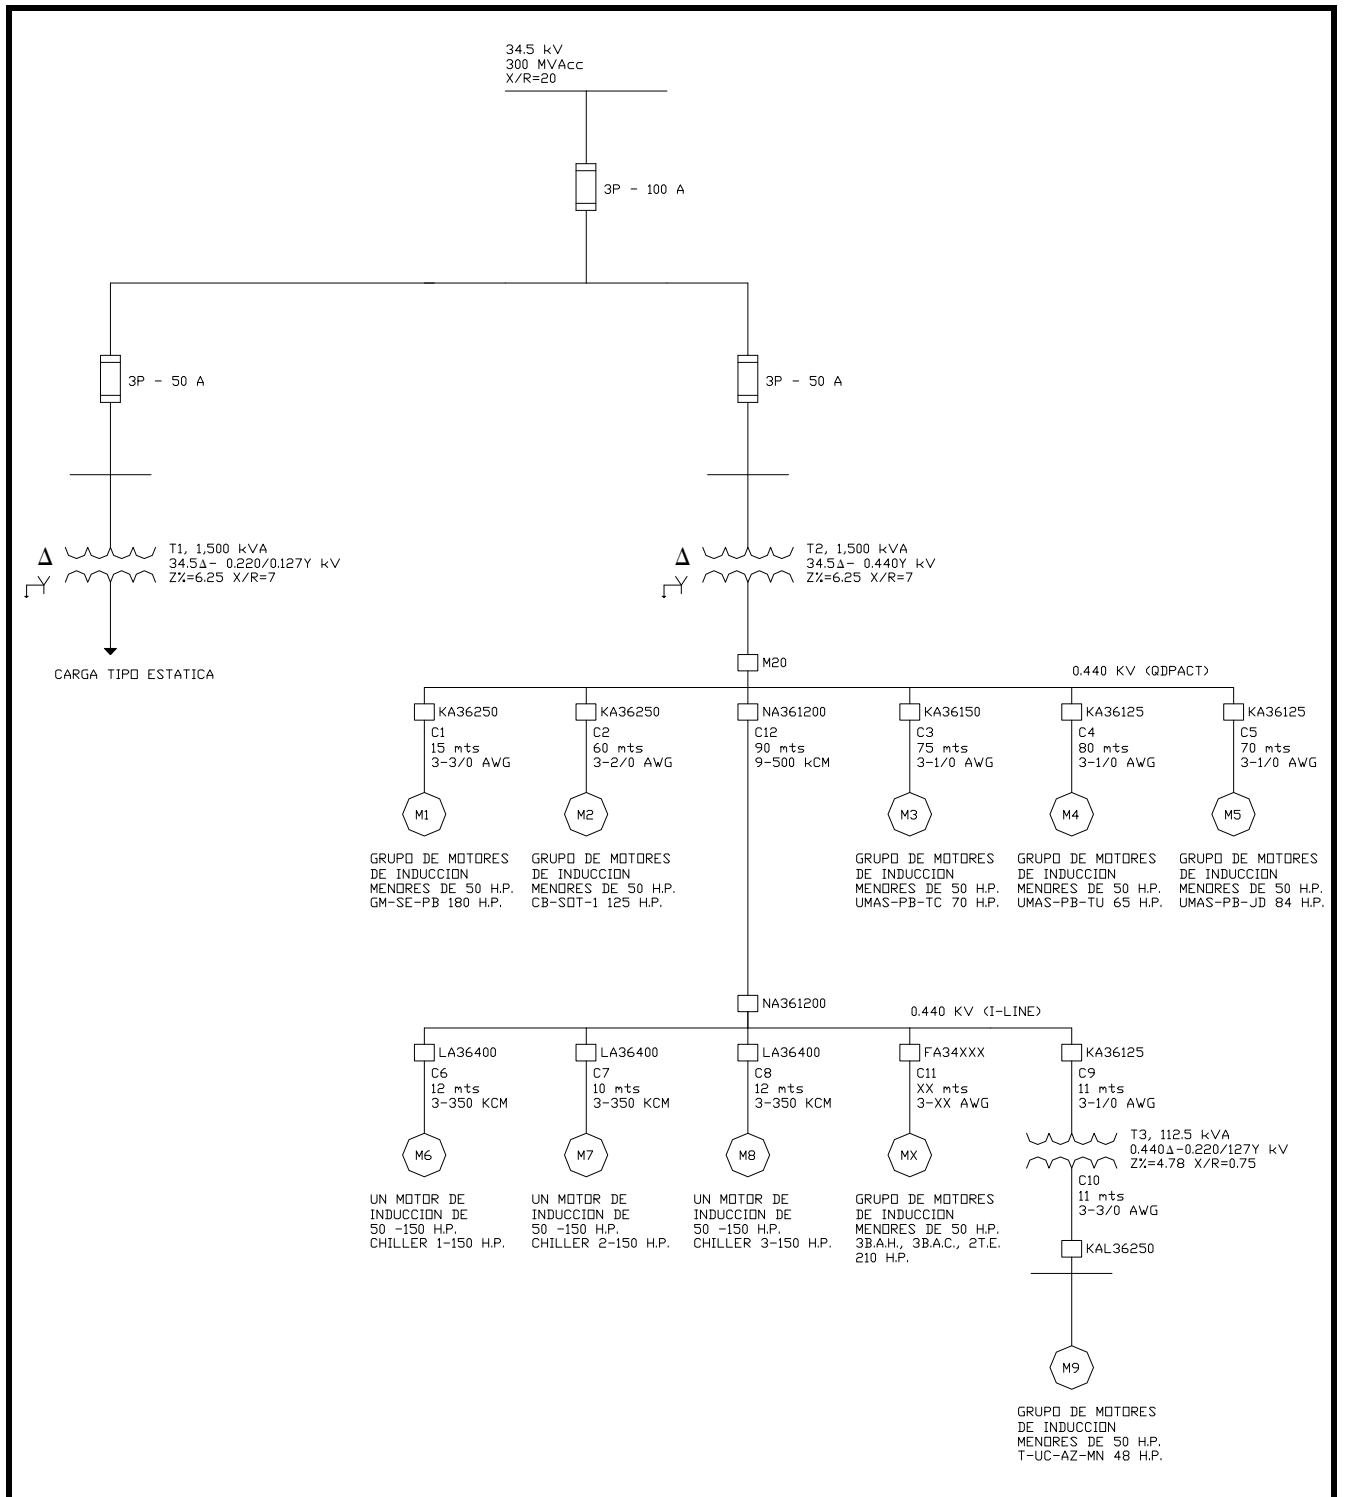 34.5 kV
300 MVAcc
X/R=20
3P - 100 A
3P - 50 A
3P - 50 A
Δ
T1, 1,500 kVA
34.5Δ- 0.220/0.127Y kV
Z%=6.25 X/R=7
Y
CARGA TIPO ESTATICA
Δ
T2, 1,500 kVA
34.5Δ- 0.440Y kV
Z%=6.25 X/R=7
Y
M20
0.440 KV (QDPACT)
KA36250
C1
15 mts
3-3/0 AWG
M1
GRUPO DE MOTORES
DE INDUCCION
MENORES DE 50 H.P.
GM-SE-PB 180 H.P.
KA36250
C2
60 mts
3-2/0 AWG
M2
GRUPO DE MOTORES
DE INDUCCION
MENORES DE 50 H.P.
CB-SOT-1 125 H.P.
NA361200
C12
90 mts
9-500 kCM
KA36150
C3
75 mts
3-1/0 AWG
M3
GRUPO DE MOTORES
DE INDUCCION
MENORES DE 50 H.P.
UMAS-PB-TC 70 H.P.
KA36125
C4
80 mts
3-1/0 AWG
M4
GRUPO DE MOTORES
DE INDUCCION
MENORES DE 50 H.P.
UMAS-PB-TU 65 H.P.
KA36125
C5
70 mts
3-1/0 AWG
M5
GRUPO DE MOTORES
DE INDUCCION
MENORES DE 50 H.P.
UMAS-PB-JD 84 H.P.
NA361200
0.440 KV (I-LINE)
LA36400
C6
12 mts
3-350 KCM
M6
UN MOTOR DE
INDUCCION DE
50 -150 H.P.
CHILLER 1-150 H.P.
LA36400
C7
10 mts
3-350 KCM
M7
UN MOTOR DE
INDUCCION DE
50 -150 H.P.
CHILLER 2-150 H.P.
LA36400
C8
12 mts
3-350 KCM
M8
UN MOTOR DE
INDUCCION DE
50 -150 H.P.
CHILLER 3-150 H.P.
FA34XXX
C11
XX mts
3-XX AWG
MX
GRUPO DE MOTORES
DE INDUCCION
MENORES DE 50 H.P.
3B.A.H., 3B.A.C., 2T.E.
210 H.P.
KA36125
C9
11 mts
3-1/0 AWG
T3, 112.5 kVA
0.440Δ-0.220/127Y kV
Z%=4.78 X/R=0.75
C10
11 mts
3-3/0 AWG
KAL36250
M9
GRUPO DE MOTORES
DE INDUCCION
MENORES DE 50 H.P.
T-UC-AZ-MN 48 H.P.